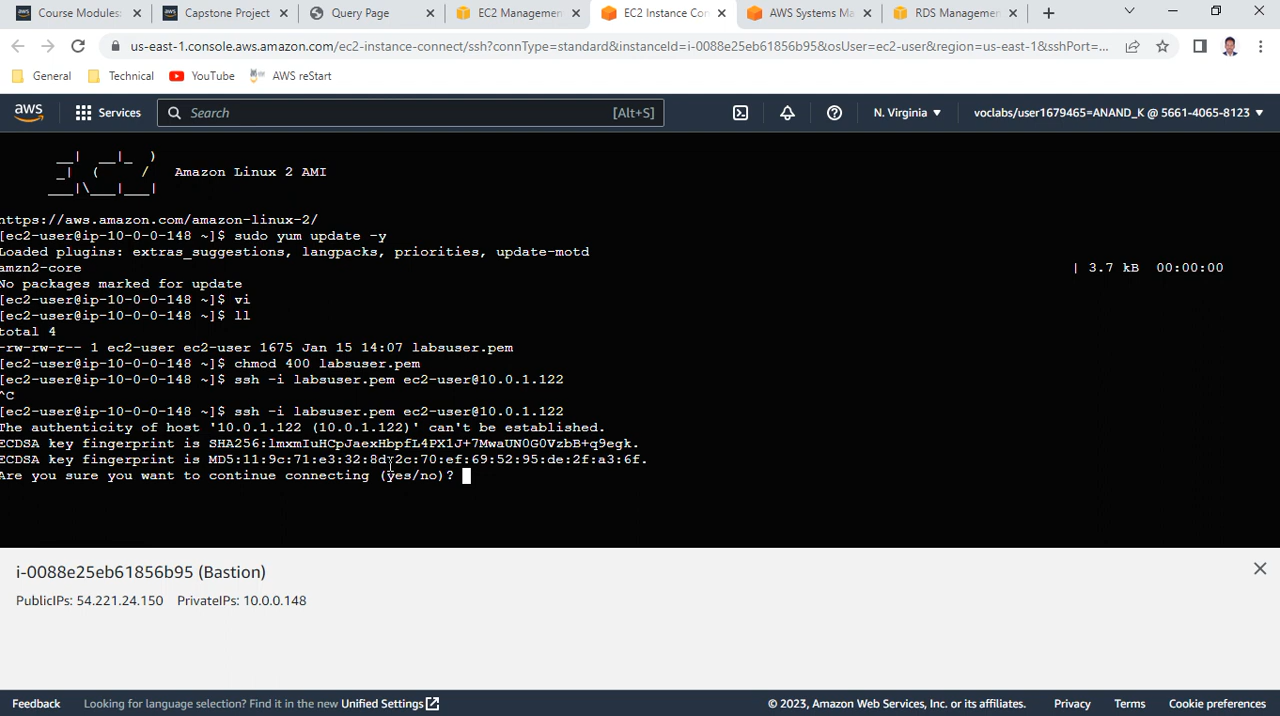 Course Modules:
Capstone Project
Query Page
EC2 Managemen
EC2 Instance Con
AWS Systems Ma
RDS Managemen
us-east-1.console.aws.amazon.com/ec2-instance-connect/ssh?connType=standard&instanceId=i-0088e25eb61856b95&osUser=ec2-user&region=us-east-1&sshPort=...
General
Technical
YouTube
AWS reStart
aws
Services
Search
[Alt+S]
N. Virginia
voclabs/user1679465=ANAND_K @ 5661-4065-8123
Amazon Linux 2 AMI
https://aws.amazon.com/amazon-linux-2/
[ec2-user@ip-10-0-0-148 ~]$ sudo yum update -y
Loaded plugins: extras_suggestions, langpacks, priorities, update-motd
amzn2-core | 3.7 kB 00:00:00
No packages marked for update
[ec2-user@ip-10-0-0-148 ~]$ vi
[ec2-user@ip-10-0-0-148 ~]$ ll
total 4
-rw-rw-r-- 1 ec2-user ec2-user 1675 Jan 15 14:07 labsuser.pem
[ec2-user@ip-10-0-0-148 ~]$ chmod 400 labsuser.pem
[ec2-user@ip-10-0-0-148 ~]$ ssh -i labsuser.pem ec2-user@10.0.1.122
^C
[ec2-user@ip-10-0-0-148 ~]$ ssh -i labsuser.pem ec2-user@10.0.1.122
The authenticity of host '10.0.1.122 (10.0.1.122)' can't be established.
ECDSA key fingerprint is SHA256:lmxmIuHCpJaexHbpfL4PX1J+7MwaUN0G0VzbB+q9egk.
ECDSA key fingerprint is MD5:11:9c:71:e3:32:8d:2c:70:ef:69:52:95:de:2f:a3:6f.
Are you sure you want to continue connecting (yes/no)?
i-0088e25eb61856b95 (Bastion)
PublicIPs: 54.221.24.150 PrivateIPs: 10.0.0.148
Feedback
Looking for language selection? Find it in the new Unified Settings
© 2023, Amazon Web Services, Inc. or its affiliates.
Privacy
Terms
Cookie preferences